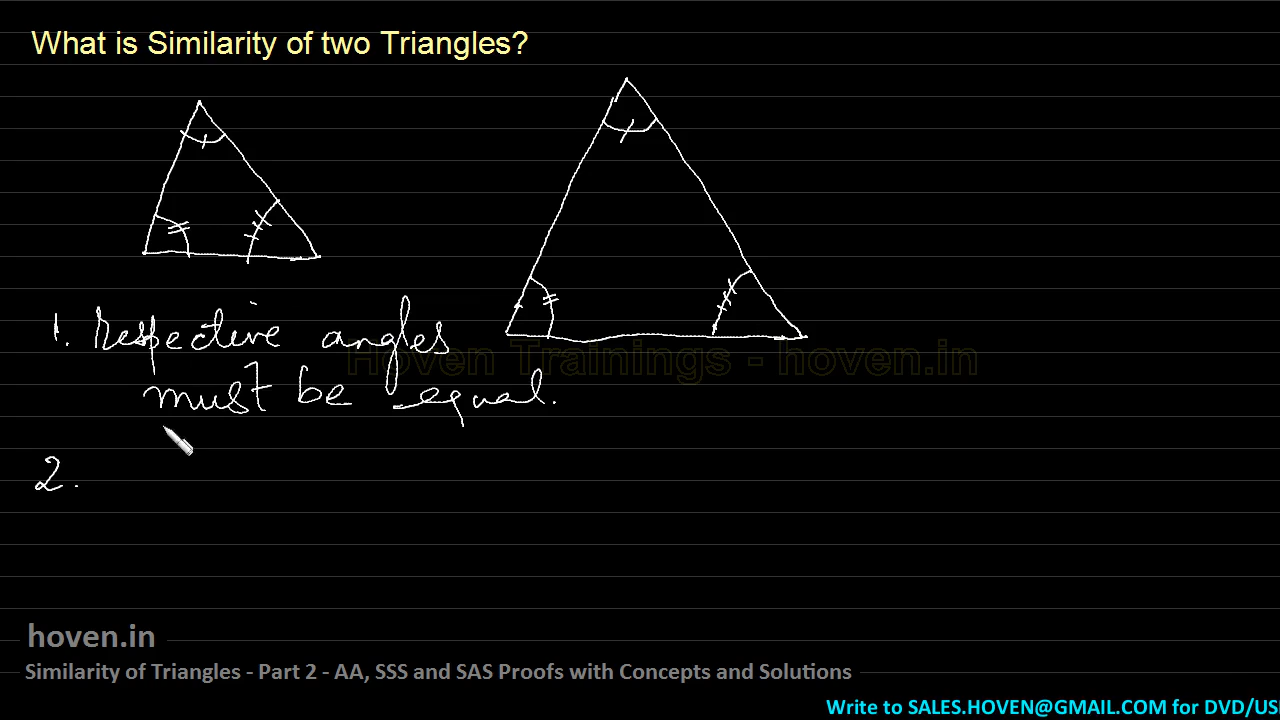 What is Similarity of two Triangles?
1. Respective angles
must be equal.
Hoven Trainings - hoven.in
2.
hoven.in
Similarity of Triangles - Part 2 - AA, SSS and SAS Proofs with Concepts and Solutions
Write to SALES.HOVEN@GMAIL.COM for DVD/US